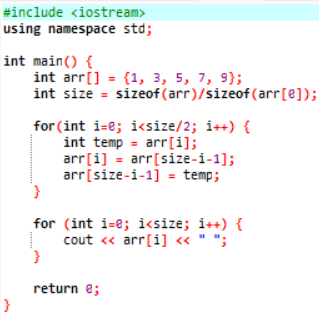 #include <iostream>
using namespace std;
int main() {
int arr[] = {1, 3, 5, 7, 9};
int size = sizeof(arr)/sizeof(arr[0]);
for(int i=0; i<size/2; i++) {
int temp = arr[i];
arr[i] = arr[size-i-1];
arr[size-i-1] = temp;
}
for (int i=0; i<size; i++) {
cout << arr[i] << " ";
}
return 0;
}